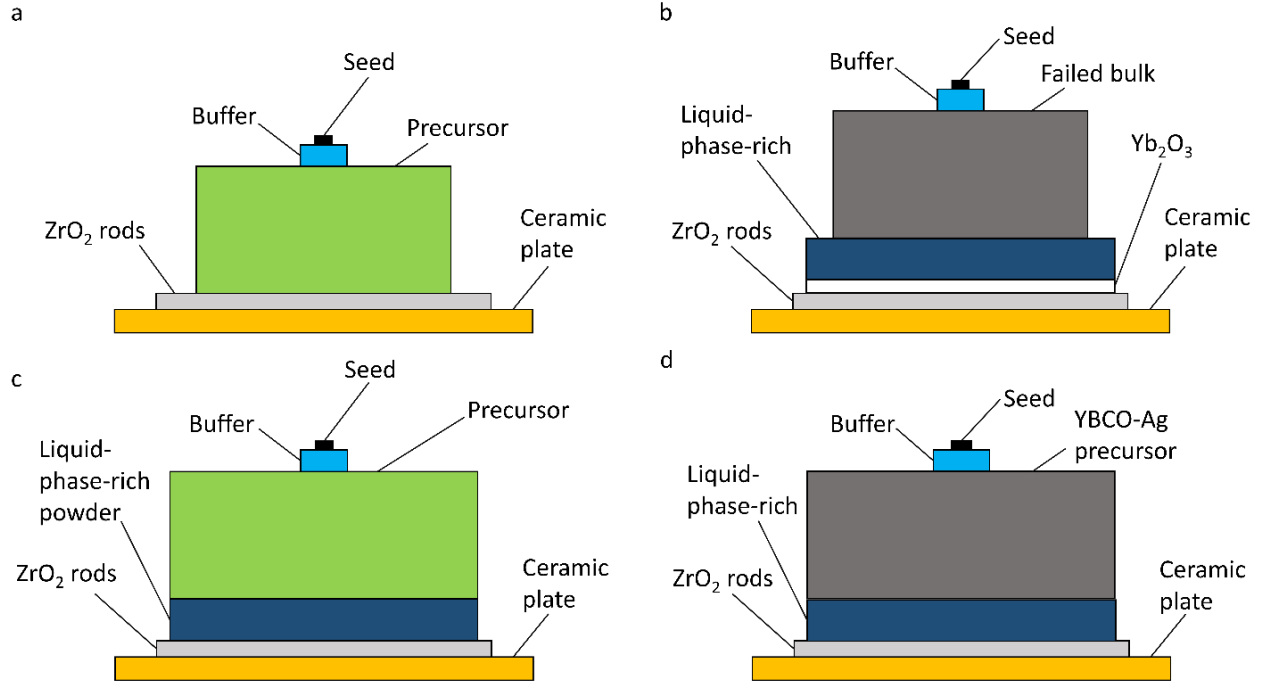 a
Seed
Buffer
Precursor
ZrO₂ rods
Ceramic
plate
b
Seed
Buffer
Failed bulk
Liquid-
phase-rich
Yb₂O₃
ZrO₂ rods
Ceramic
plate
c
Seed
Buffer
Precursor
Liquid-
phase-rich
powder
ZrO₂ rods
Ceramic
plate
d
Seed
Buffer
YBCO-Ag
precursor
Liquid-
phase-rich
ZrO₂ rods
Ceramic
plate